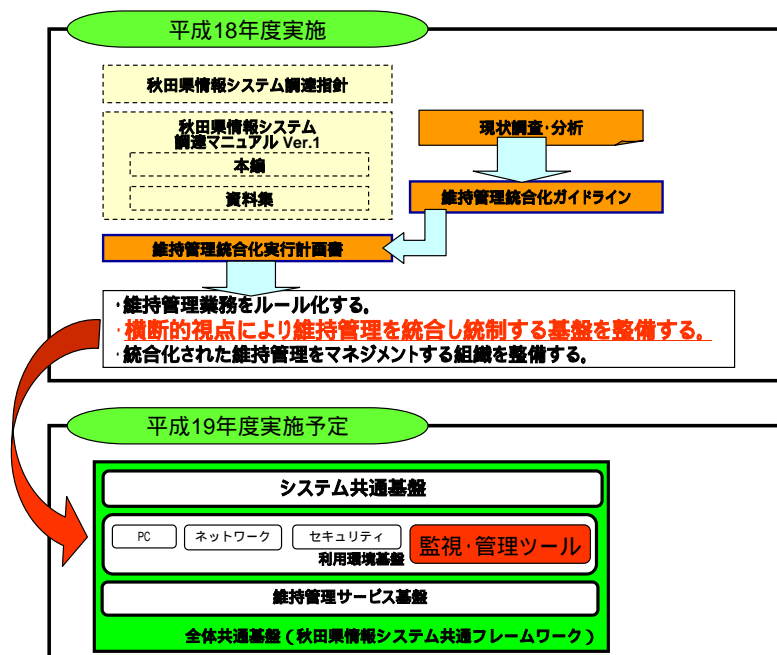 平成18年度実施
秋田県情報システム調達指針
秋田県情報システム
調達マニュアル Ver.1
本編
資料集
現状調査・分析
維持管理統合化ガイドライン
維持管理統合化実行計画書
・維持管理業務をルール化する。
・横断的視点により維持管理を統合し統制する基盤を整備する。
・統合化された維持管理をマネジメントする組織を整備する。
平成19年度実施予定
システム共通基盤
PC
ネットワーク
セキュリティ
監視・管理ツール
利用環境基盤
維持管理サービス基盤
全体共通基盤（秋田県情報システム共通フレームワーク）